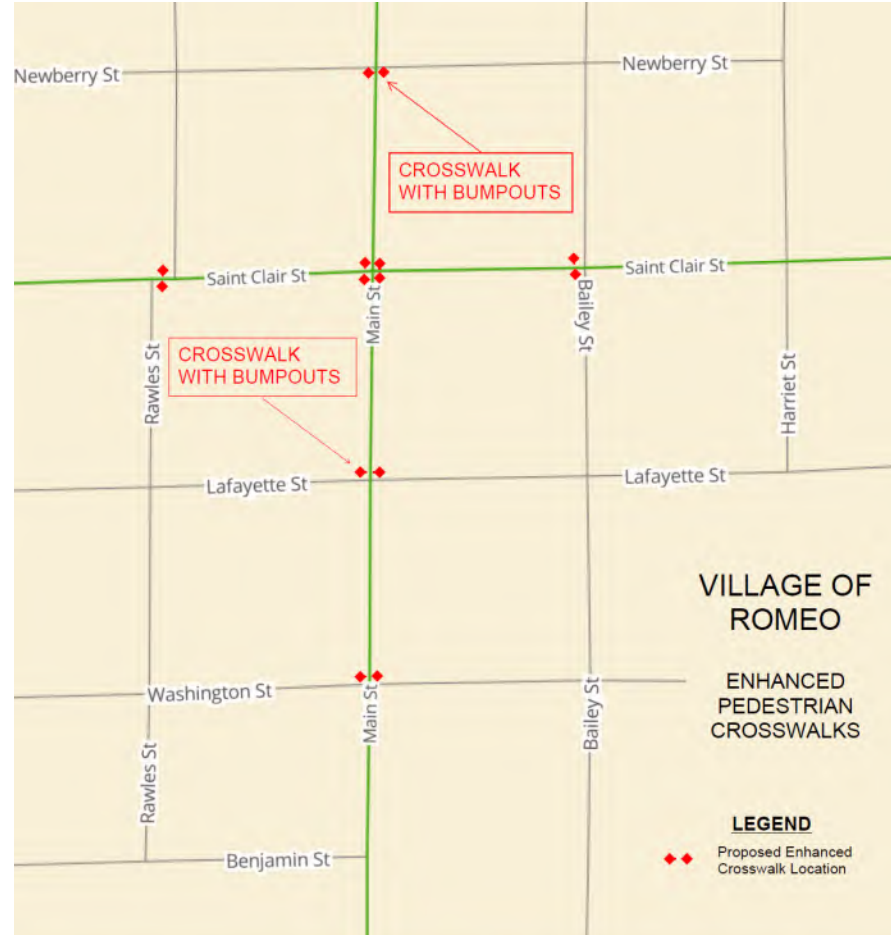 Newberry St
Newberry St
CROSSWALK
WITH BUMPOUTS
Saint Clair St
Saint Clair St
Main St
Bailey St
Rawles St
CROSSWALK
WITH BUMPOUTS
Harriet St
Lafayette St
Lafayette St
VILLAGE OF
ROMEO
ENHANCED
PEDESTRIAN
CROSSWALKS
Washington St
Main St
Bailey St
Rawles St
Benjamin St
LEGEND
Proposed Enhanced
Crosswalk Location